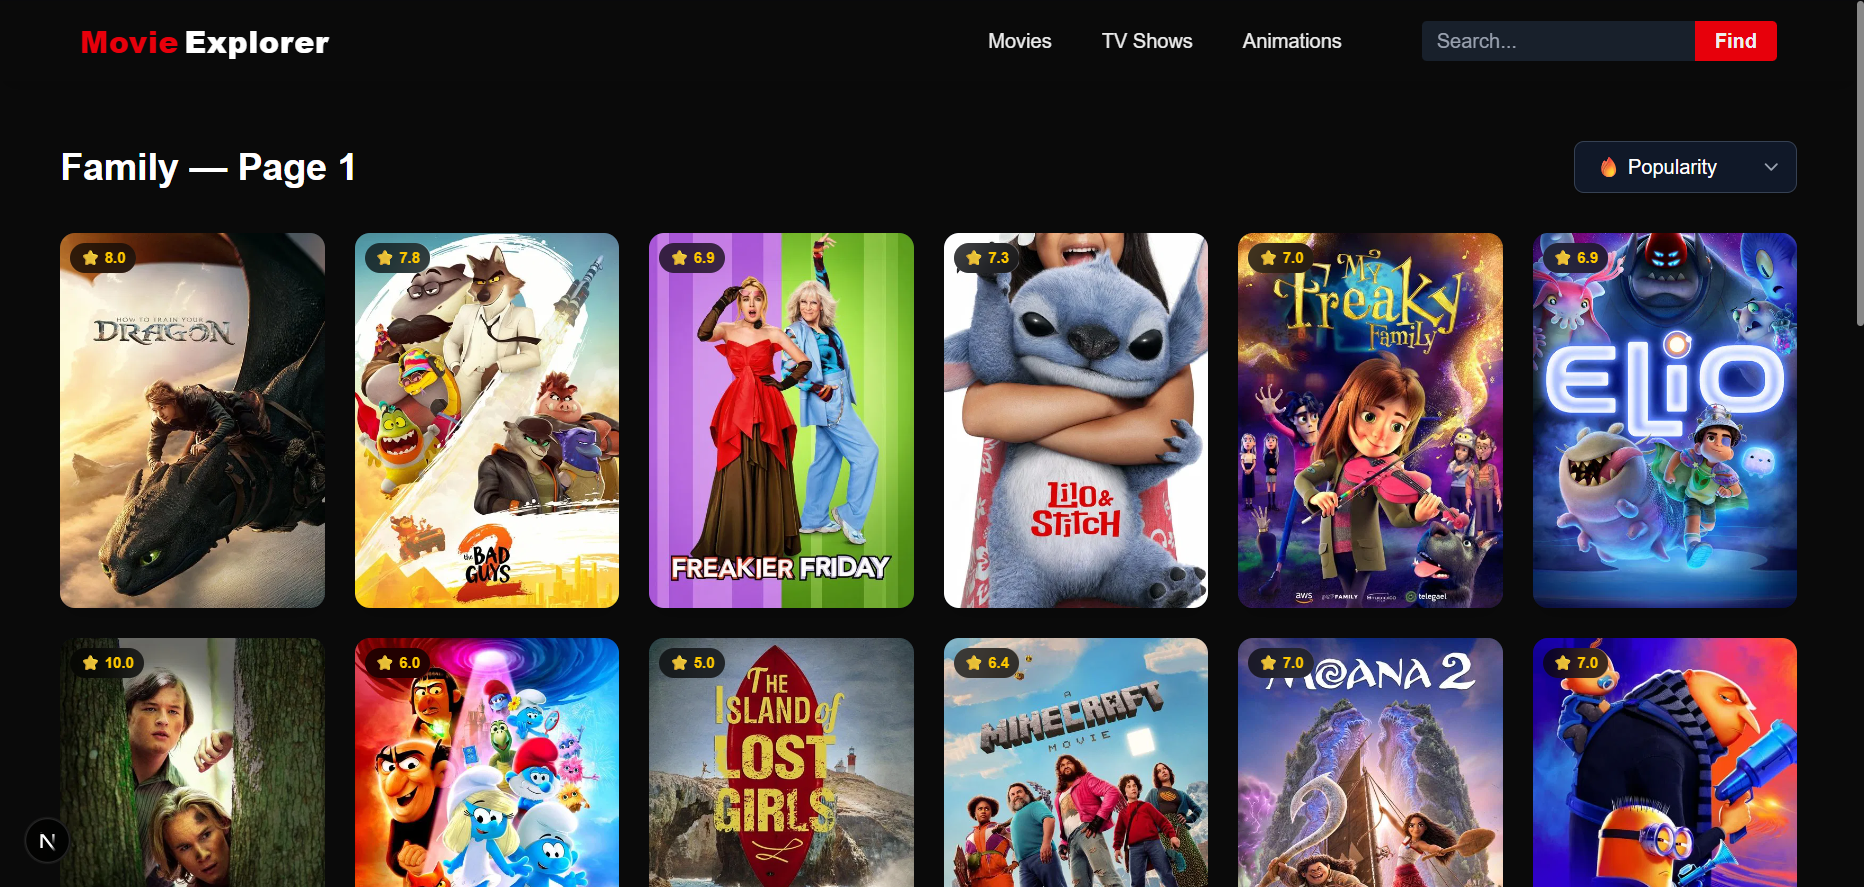 Movie Explorer
Movies
TV Shows
Animations
Search...
Find
Family — Page 1
Popularity
8.0
HOW TO TRAIN YOUR
DRAGON
7.8
2
the BAD
GUYS
6.9
FREAKIER FRIDAY
7.3
Lilo &
Stitch
7.0
My
Freaky
Family
aws
FAMILY
telegael
6.9
ELIO
10.0
6.0
5.0
THE
ISLAND of
LOST
GIRLS
6.4
A
MINECRAFT
MOVIE
7.0
MOANA 2
7.0
N